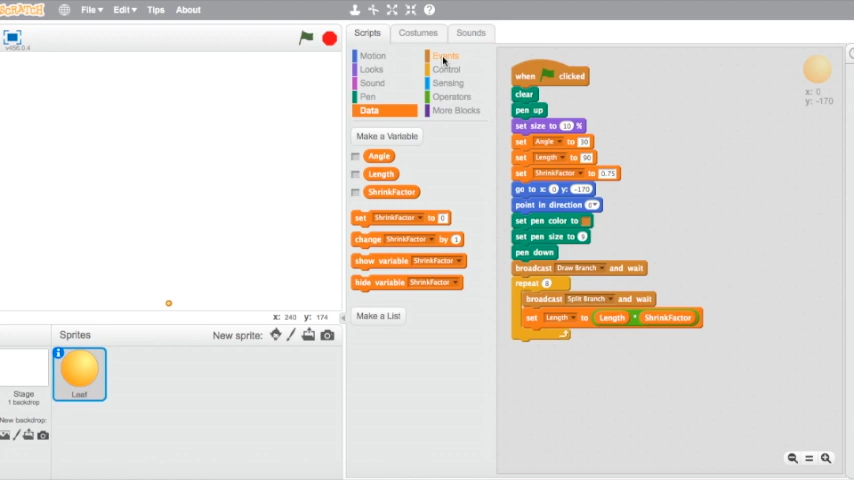 SCRATCH File▾ Edit▾ Tips About
v456.0.4
Scripts Costumes Sounds
Motion Events
Looks Control
Sound Sensing
Pen Operators
Data More Blocks
Make a Variable
Angle
Length
ShrinkFactor
set ShrinkFactor to 0
change ShrinkFactor by 1
show variable ShrinkFactor
hide variable ShrinkFactor
Make a List
when clicked
clear
pen up
set size to 10 %
set Angle to 30
set Length to 90
set ShrinkFactor to 0.75
go to x: 0 y: -170
point in direction 0
set pen color to
set pen size to 9
pen down
broadcast Draw Branch and wait
repeat 8
broadcast Split Branch and wait
set Length to Length * ShrinkFactor
x: 0
y: -170
x: 240 y: 174
Sprites New sprite:
Leaf
Stage
1 backdrop
New backdrop: